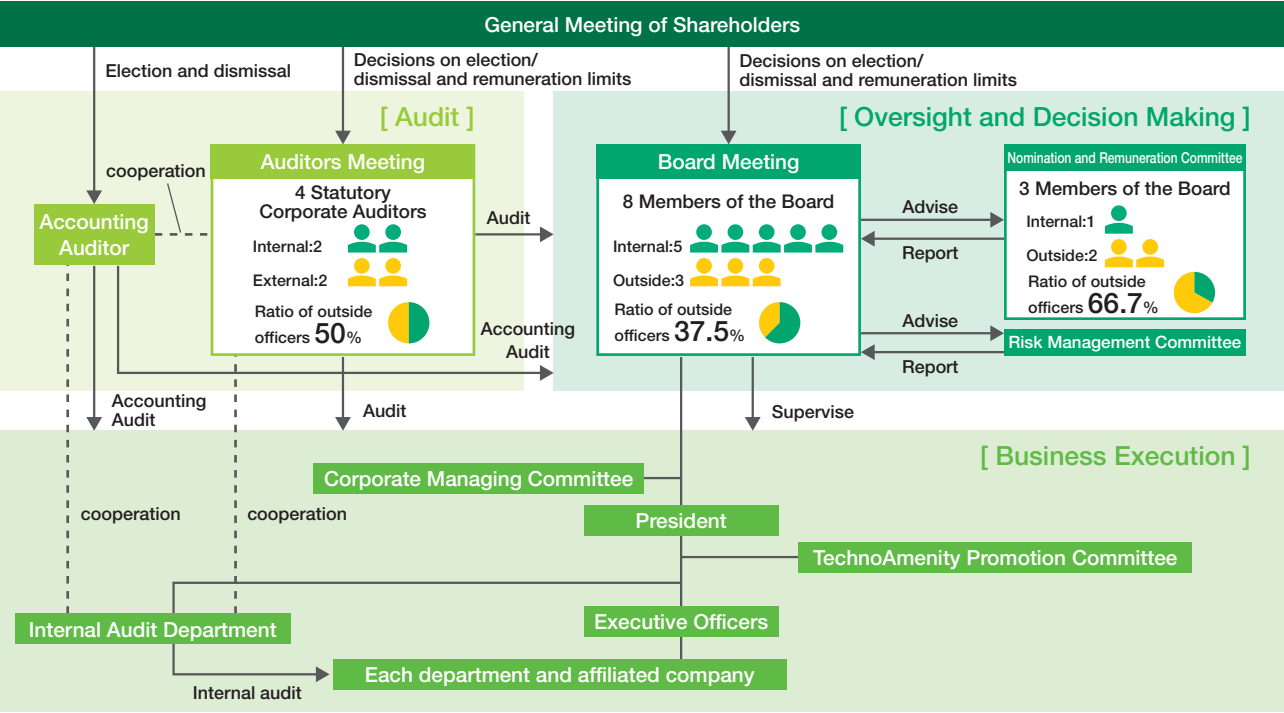 General Meeting of Shareholders
Election and dismissal
Decisions on election/
dismissal and remuneration limits
Decisions on election/
dismissal and remuneration limits
[ Audit ]
[ Oversight and Decision Making ]
cooperation
Accounting
Auditor
Auditors Meeting
4 Statutory
Corporate Auditors
Internal:2
External:2
Ratio of outside
officers 50%
Audit
Accounting
Audit
Board Meeting
8 Members of the Board
Internal:5
Outside:3
Ratio of outside
officers 37.5%
Advise
Report
Nomination and Remuneration Committee
3 Members of the Board
Internal:1
Outside:2
Ratio of outside
officers 66.7%
Advise
Report
Risk Management Committee
Accounting
Audit
Audit
Supervise
[ Business Execution ]
Corporate Managing Committee
cooperation
cooperation
President
TechnoAmenity Promotion Committee
Internal Audit Department
Executive Officers
Each department and affiliated company
Internal audit